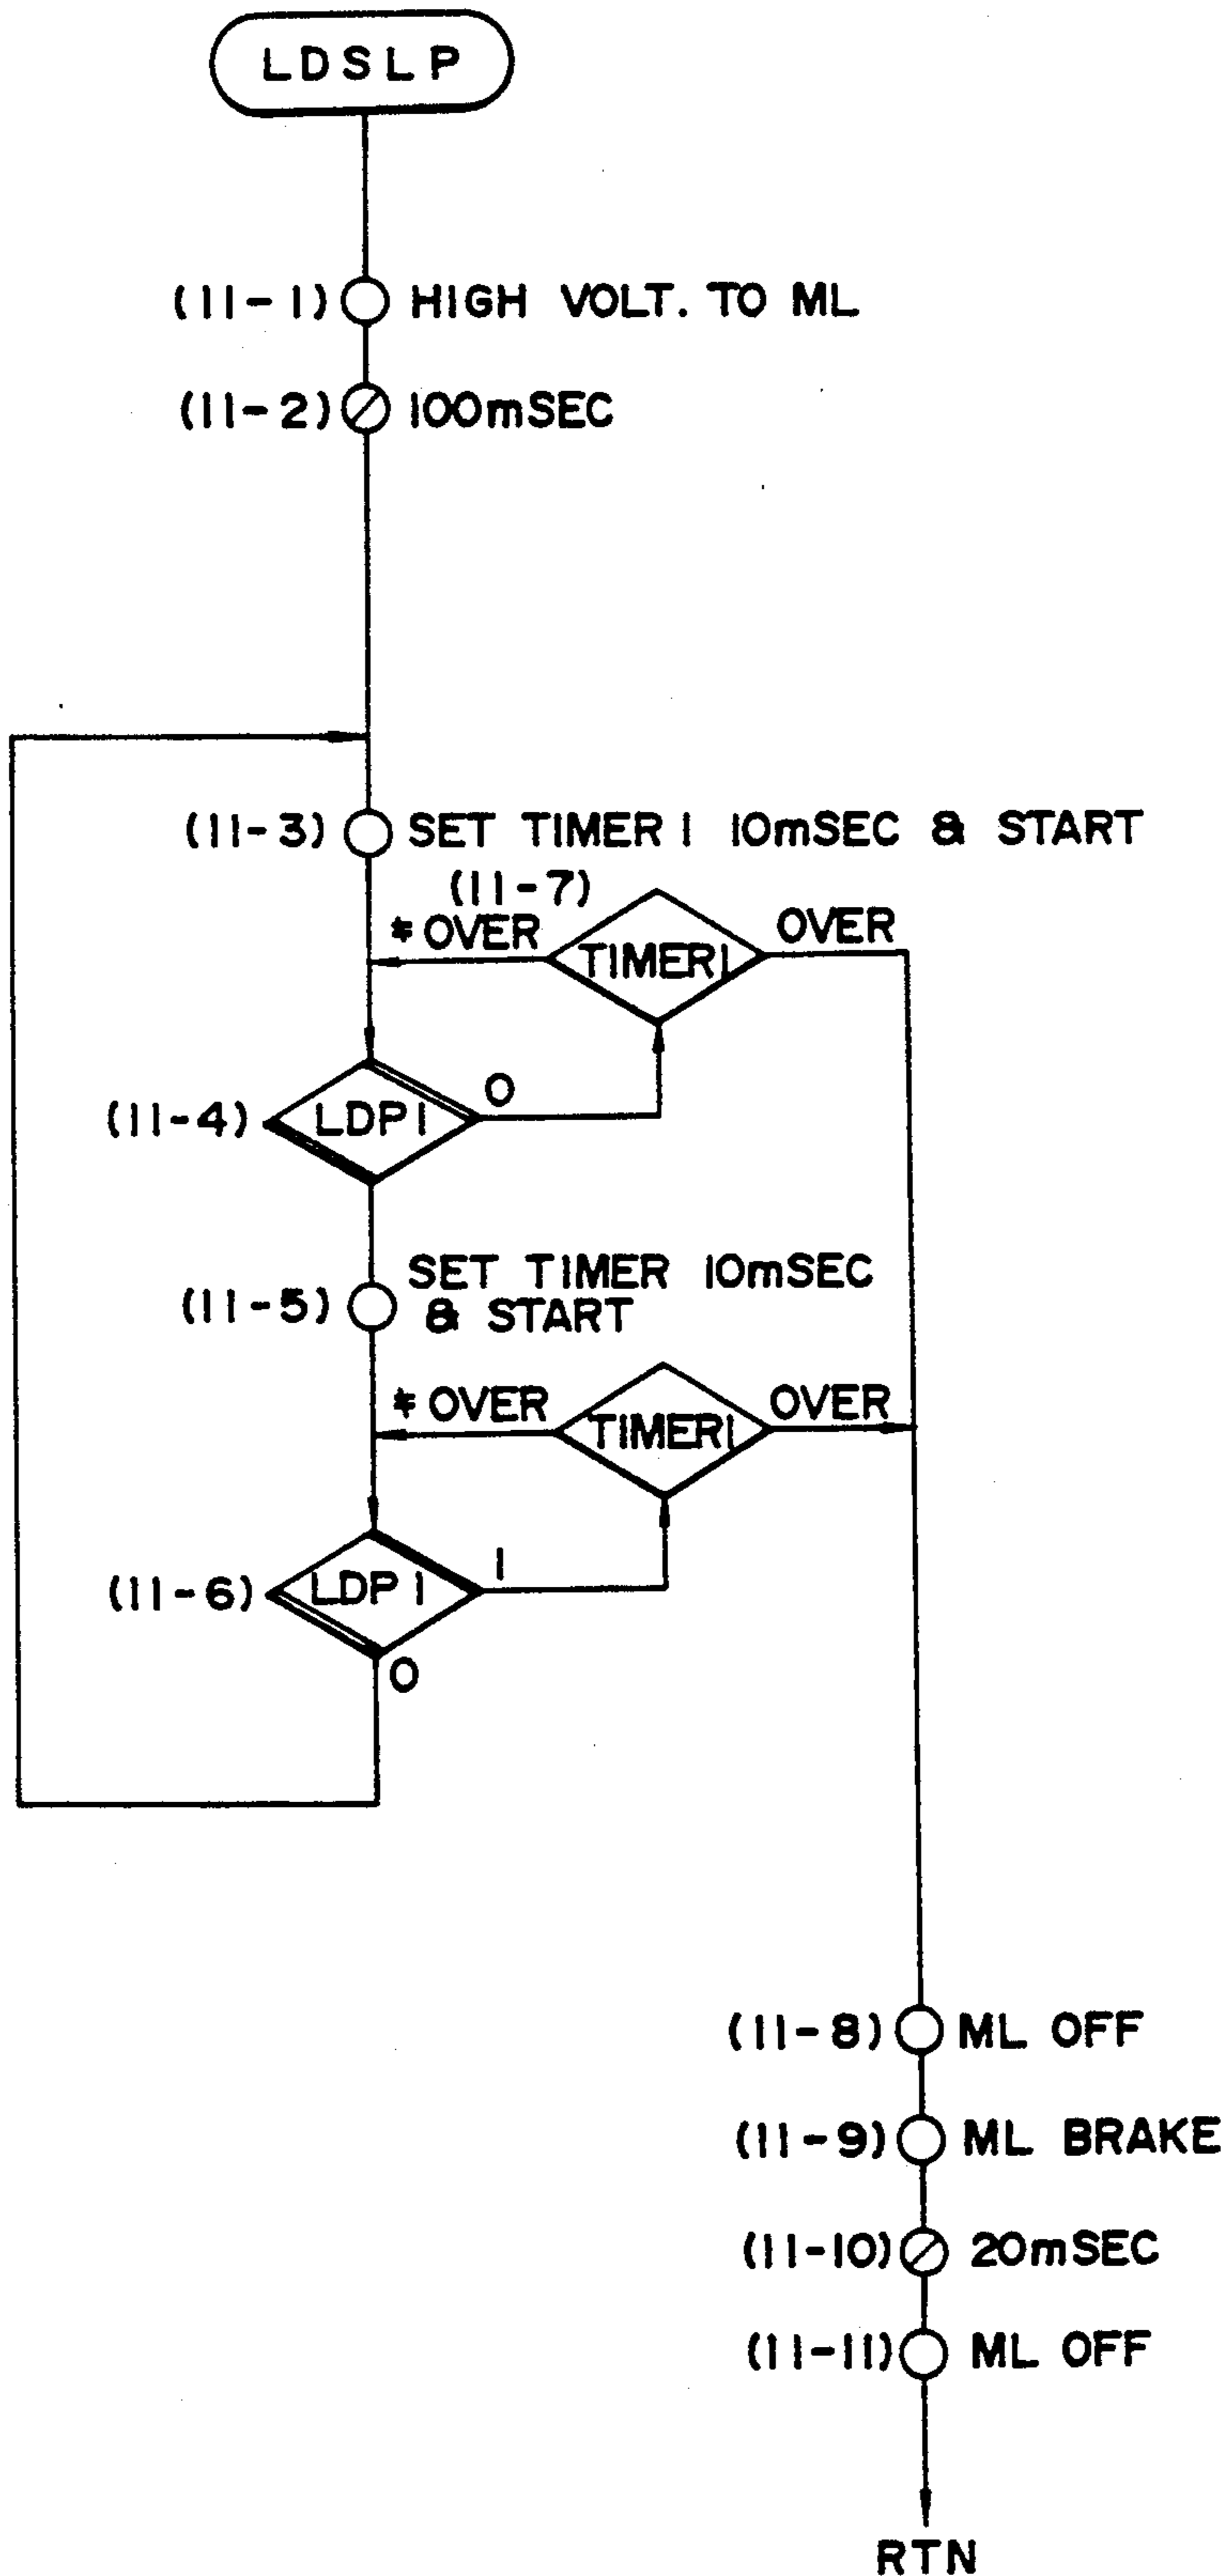 LDSLP
(11-1) HIGH VOLT. TO ML
(11-2) 100mSEC
(11-3) SET TIMER 1 10mSEC & START
(11-7)
≠ OVER TIMER1 OVER
(11-4) LDP1 0
SET TIMER 10mSEC
(11-5) & START
≠ OVER TIMER1 OVER
(11-6) LDP1 1
0
(11-8) ML OFF
(11-9) ML BRAKE
(11-10) 20mSEC
(11-11) ML OFF
RTN